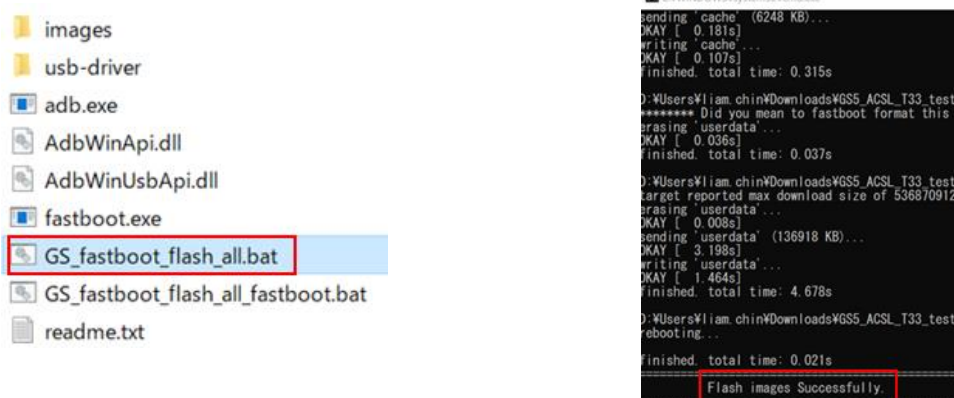 images
usb-driver
adb.exe
AdbWinApi.dll
AdbWinUsbApi.dll
fastboot.exe
GS_fastboot_flash_all.bat
GS_fastboot_flash_all_fastboot.bat
readme.txt
sending 'cache' (6248 KB)...
OKAY [ 0.181s]
writing 'cache'...
OKAY [ 0.107s]
finished. total time: 0.315s
D:¥Users¥liam.chin¥Downloads¥GS5_ACSL_T33_test
******** Did you mean to fastboot format this
erasing 'userdata'...
OKAY [ 0.036s]
finished. total time: 0.037s
D:¥Users¥liam.chin¥Downloads¥GS5_ACSL_T33_test
target reported max download size of 536870912
erasing 'userdata'...
OKAY [ 0.008s]
sending 'userdata' (136918 KB)...
OKAY [ 3.198s]
writing 'userdata'...
OKAY [ 1.464s]
finished. total time: 4.678s
D:¥Users¥liam.chin¥Downloads¥GS5_ACSL_T33_test
rebooting...
finished. total time: 0.021s
Flash images Successfully.